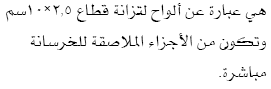 هي عبارة عن ألواح لتزانة قطاع ٢,٥×١٠سم
وتكون من الأجزاء الملاصقة للخرسانة
مباشرة.